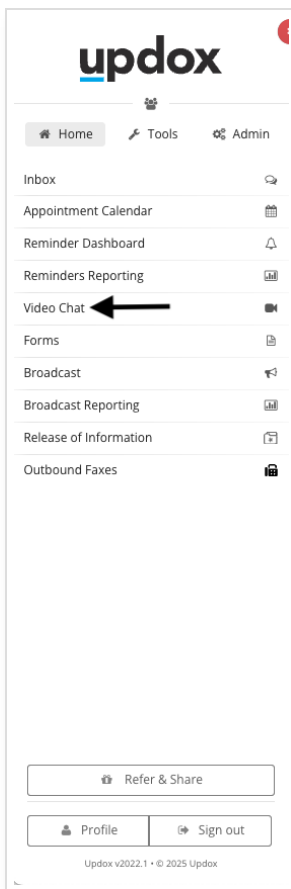 updox
Home Tools Admin
Inbox
Appointment Calendar
Reminder Dashboard
Reminders Reporting
Video Chat
Forms
Broadcast
Broadcast Reporting
Release of Information
Outbound Faxes
Refer & Share
Profile Sign out
Updox v2022.1 • © 2025 Updox